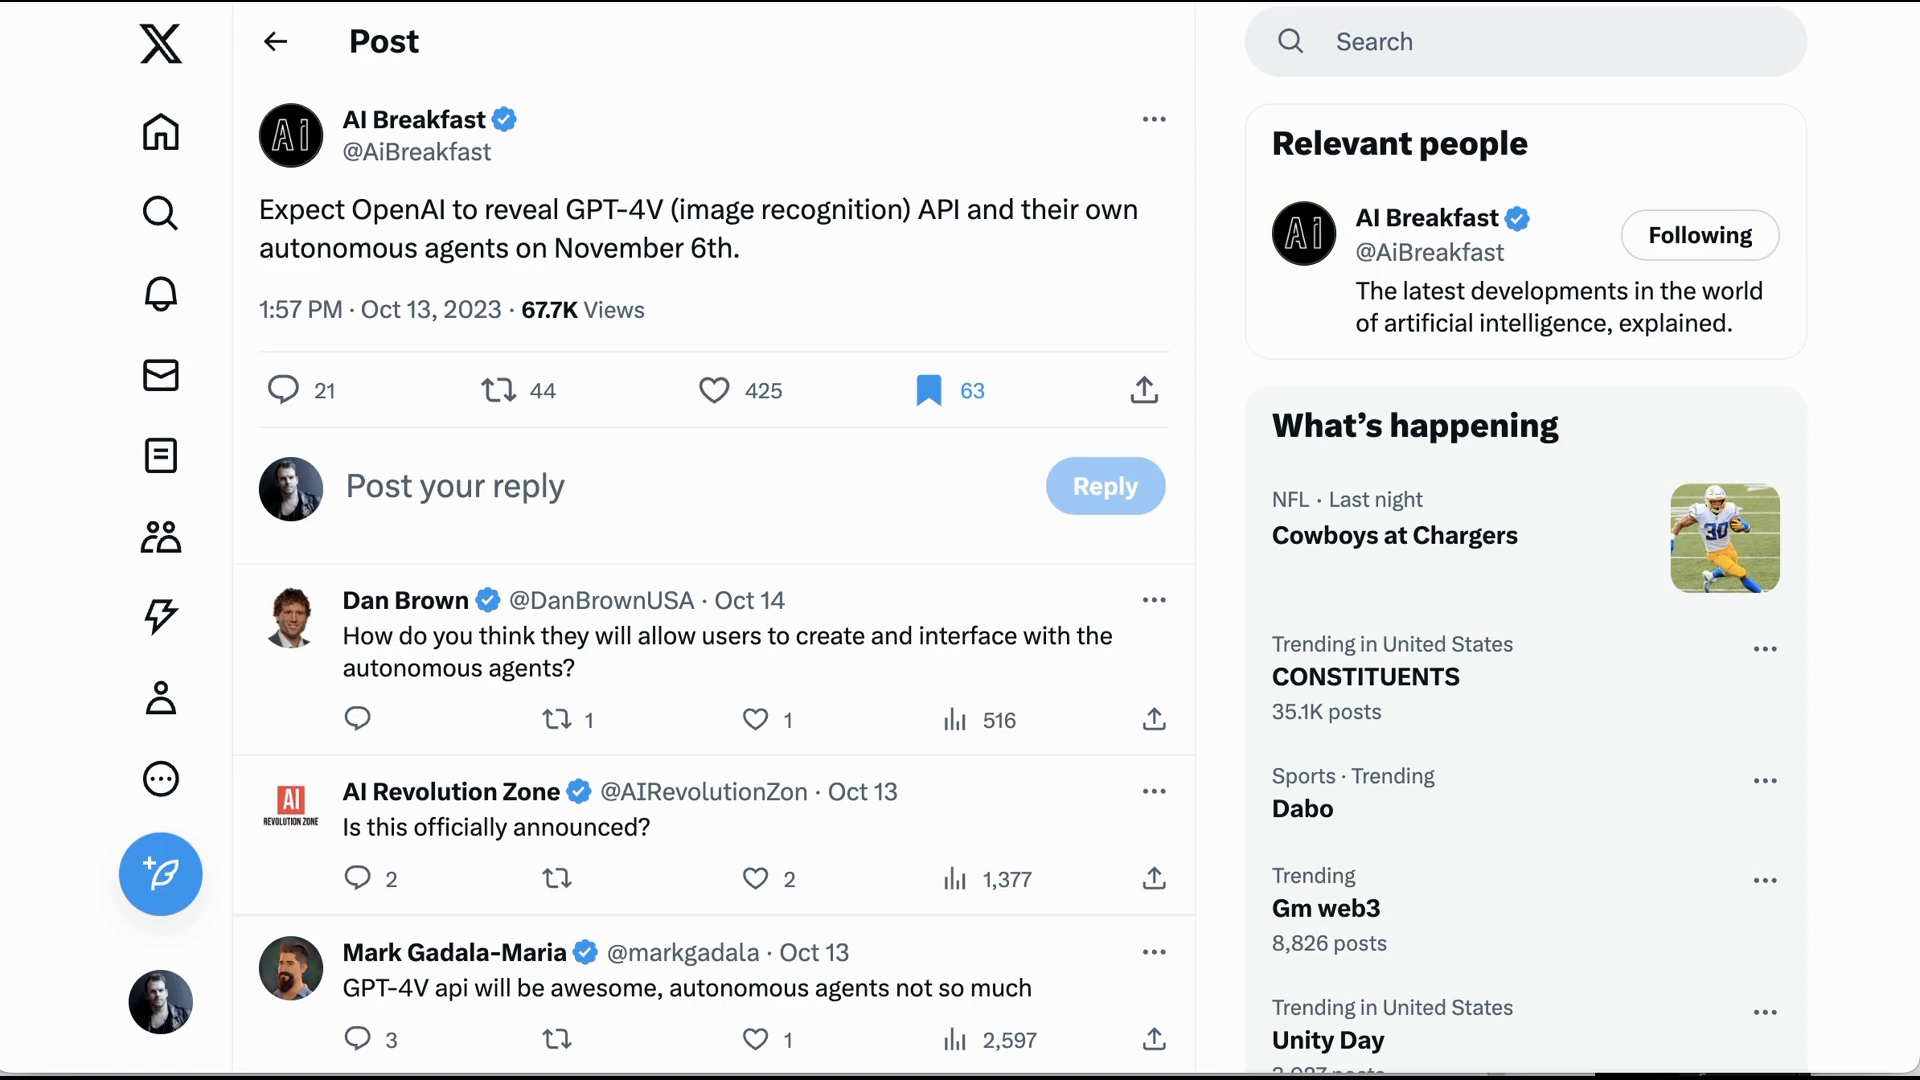 Post
AI Breakfast
@AiBreakfast
Expect OpenAI to reveal GPT-4V (image recognition) API and their own
autonomous agents on November 6th.
1:57 PM · Oct 13, 2023 · 67.7K Views
21 44 425 63
Post your reply
Reply
Dan Brown @DanBrownUSA · Oct 14
How do you think they will allow users to create and interface with the
autonomous agents?
1 1 516
AI REVOLUTION ZONE
AI Revolution Zone @AIRevolutionZon · Oct 13
Is this officially announced?
2 2 1,377
Mark Gadala-Maria @markgadala · Oct 13
GPT-4V api will be awesome, autonomous agents not so much
3 1 2,597
Search
Relevant people
AI Breakfast
@AiBreakfast
Following
The latest developments in the world
of artificial intelligence, explained.
What's happening
NFL · Last night
Cowboys at Chargers
30
Trending in United States
CONSTITUENTS
35.1K posts
Sports · Trending
Dabo
Trending
Gm web3
8,826 posts
Trending in United States
Unity Day